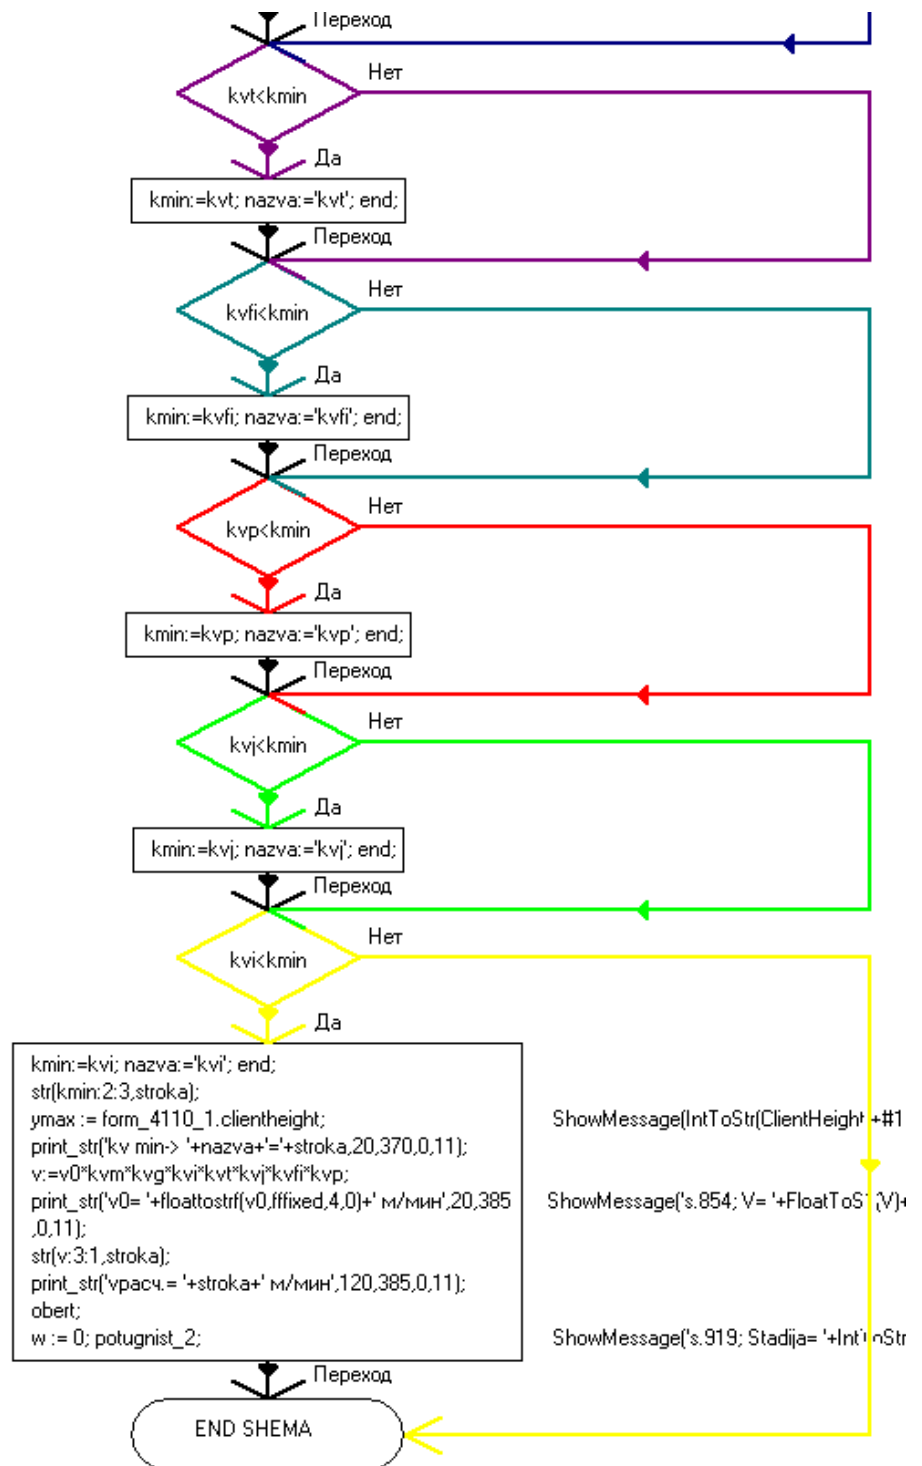 Переход
Нет
kvt<kmin
Да
kmin:=kvt; nazva:='kvt'; end;
Переход
Нет
kvfi<kmin
Да
kmin:=kvfi; nazva:='kvfi'; end;
Переход
Нет
kvp<kmin
Да
kmin:=kvp; nazva:='kvp'; end;
Переход
Нет
kvj<kmin
Да
kmin:=kvj; nazva:='kvj'; end;
Переход
Нет
kvi<kmin
Да
kmin:=kvi; nazva:='kvi'; end;
str(kmin:2:3,stroka);
ymax := form_4110_1.clientheight;
ShowMessage(IntToStr(ClientHeight)+#1
print_str('kv min-> '+nazva+'='+stroka,20,370,0,11);
v:=v0*kvm*kvg*kvi*kvt*kvj*kvfi*kvp;
print_str('v0= '+floattostrf(v0,fffixed,4,0)+' м/мин',20,385
ShowMessage('s.854; V= '+FloatToSt(V)+
,0,11);
str(v:3:1,stroka);
print_str('vрасч.= '+stroka+' м/мин',120,385,0,11);
obert;
w := 0; potugnist_2;
ShowMessage('s.919; Stadija= '+IntToStr
Переход
END SHEMA